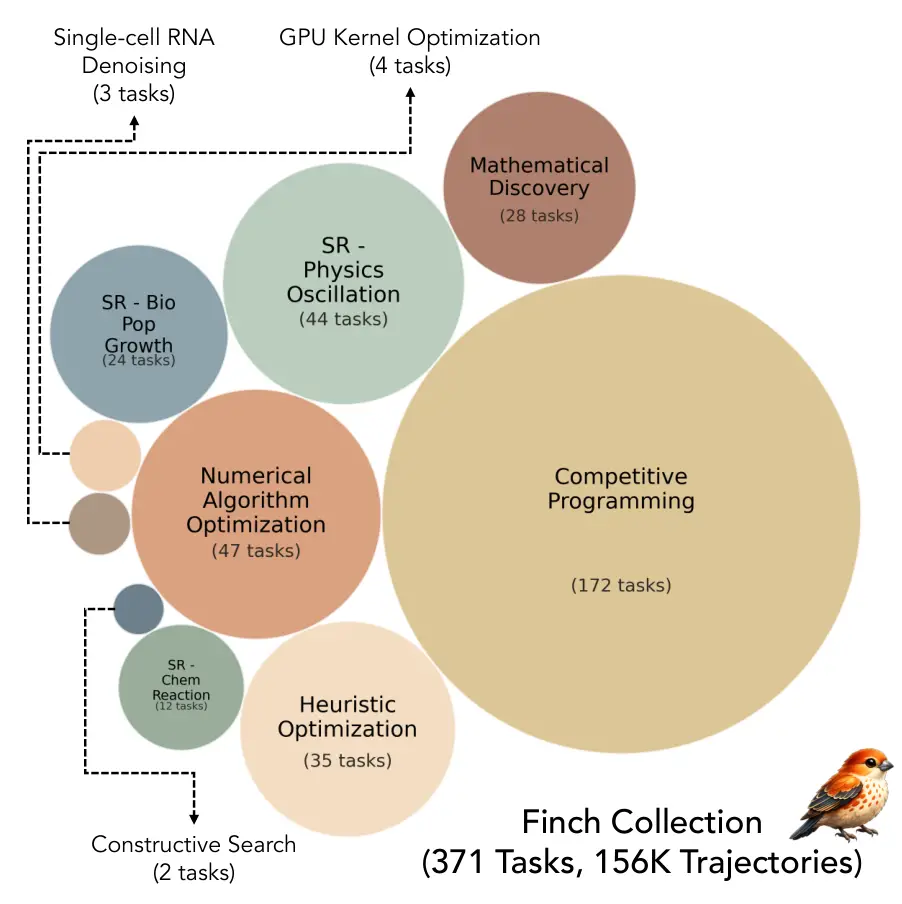 Single-cell RNA
Denoising
(3 tasks)
GPU Kernel Optimization
(4 tasks)
Mathematical
Discovery
(28 tasks)
SR -
Physics
Oscillation
(44 tasks)
SR - Bio
Pop
Growth
(24 tasks)
Numerical
Algorithm
Optimization
(47 tasks)
Competitive
Programming
(172 tasks)
SR -
Chem
Reaction
(12 tasks)
Heuristic
Optimization
(35 tasks)
Constructive Search
(2 tasks)
Finch Collection
(371 Tasks, 156K Trajectories)